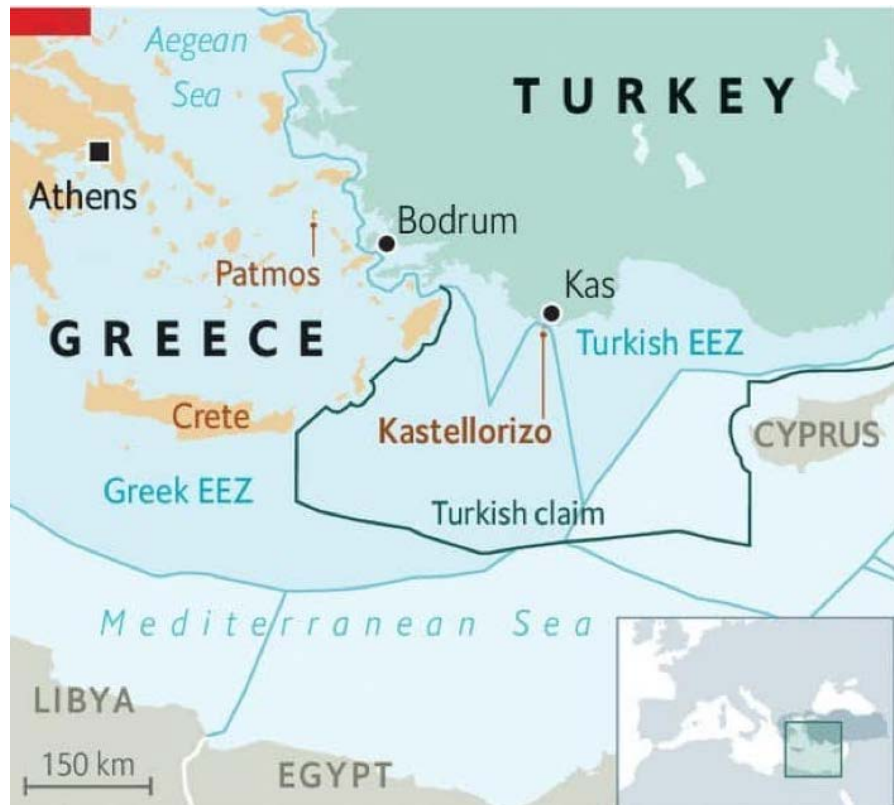 Aegean
Sea
TURKEY
Athens
Bodrum
Patmos
Kas
GREECE
Turkish EEZ
Crete
Kastellorizo
CYPRUS
Greek EEZ
Turkish claim
Mediterranean Sea
LIBYA
150 km
EGYPT